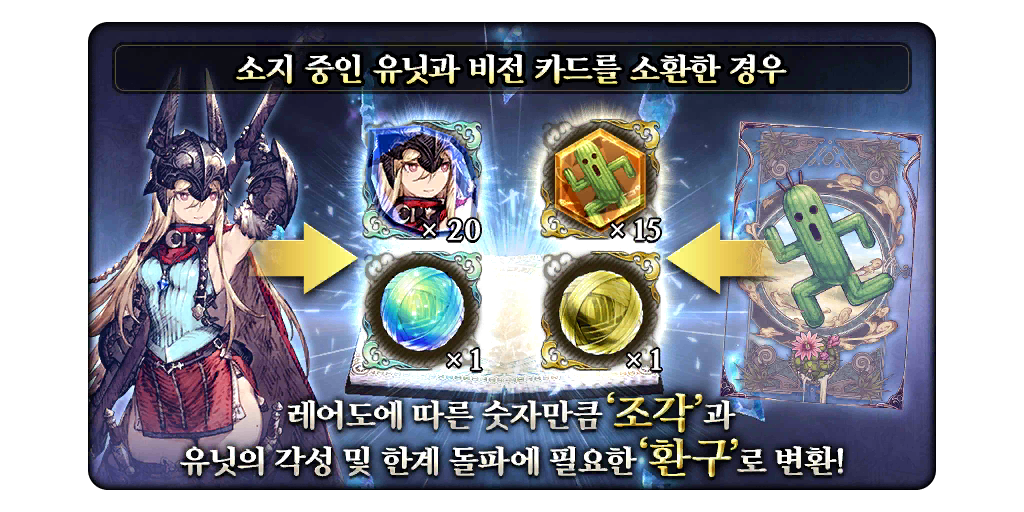 소지 중인 유닛과 비전 카드를 소환한 경우
× 20
× 15
×1
×1
레어도에 따른 숫자만큼 ‘조각’과
유닛의 각성 및 한계 돌파에 필요한 ‘환구’로 변환!